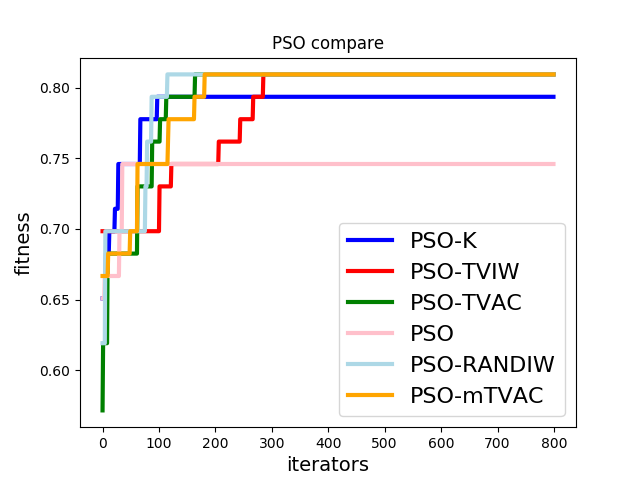 PSO compare
0.80
0.75
0.70
0.65
0.60
fitness
PSO-K
PSO-TVIW
PSO-TVAC
PSO
PSO-RANDIW
PSO-mTVAC
0 100 200 300 400 500 600 700 800
iterators